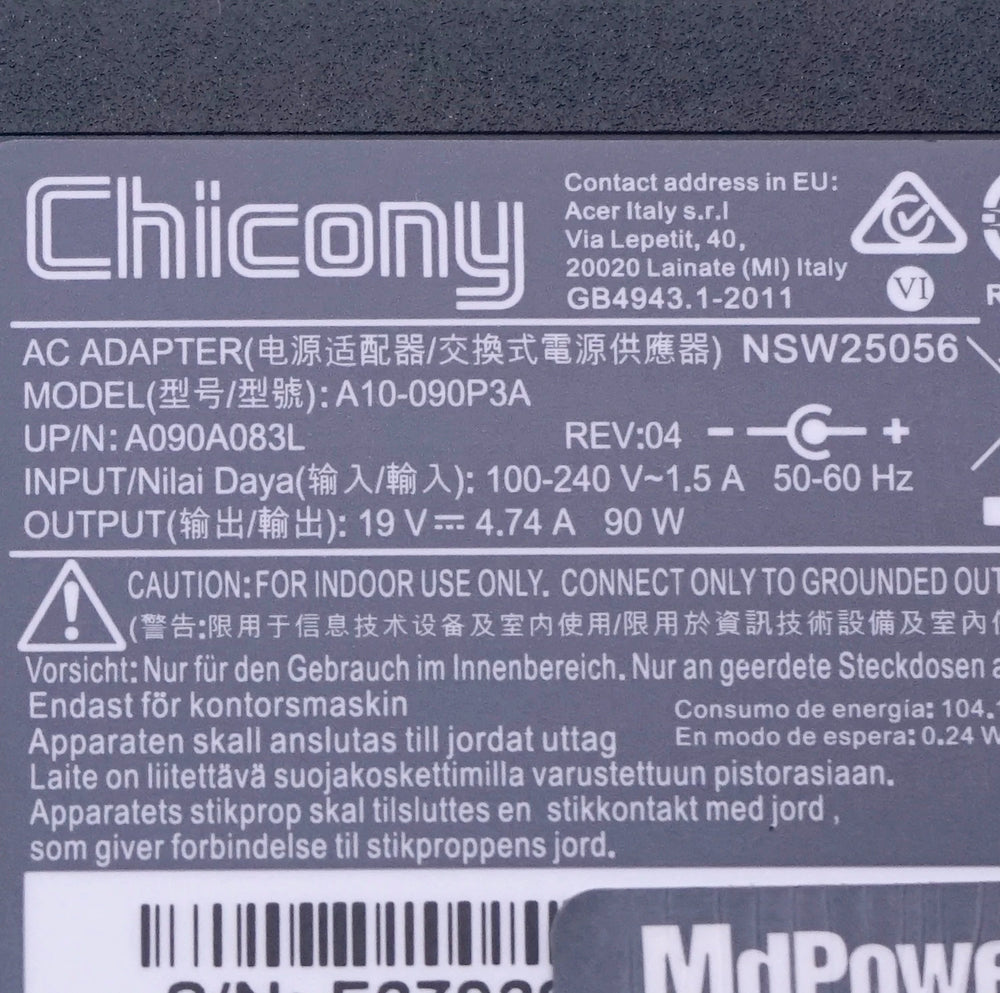 Chicony
Contact address in EU:
Acer Italy s.r.l
Via Lepetit, 40,
20020 Lainate (MI) Italy
GB4943.1-2011
VI
AC ADAPTER(电源适配器/交換式電源供應器) NSW25056
MODEL(型号/型號): A10-090P3A
UP/N: A090A083L REV:04
INPUT/Nilai Daya(输入/輸入): 100-240 V~1.5 A 50-60 Hz
OUTPUT(输出/輸出): 19 V⎓ 4.74 A 90 W
CAUTION: FOR INDOOR USE ONLY. CONNECT ONLY TO GROUNDED OUT
(警告:限用于信息技术设备及室内使用/限用於資訊技術設備及室內
Vorsicht: Nur für den Gebrauch im Innenbereich. Nur an geerdete Steckdosen a
Endast för kontorsmaskin
Consumo de energía: 104.
Apparaten skall anslutas till jordat uttag
En modo de espera: 0.24 W
Laite on liitettävä suojakoskettimilla varustettuun pistorasiaan.
Apparatets stikprop skal tilsluttes en stikkontakt med jord ,
som giver forbindelse til stikproppens jord.
MdPowe
S/N: